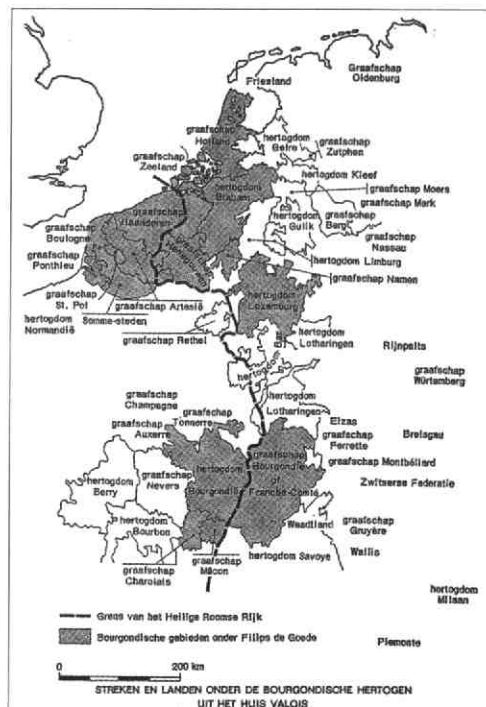 Friesland
Graafschap
Oldenburg
graafschap
Holland
hertogdom
Gelre
graafschap
Zutphen
graafschap
Zeeland
hertogdom
Brabant
hertogdom Kleef
graafschap Moers
graafschap Mark
graafschap
Vlaanderen
hertogdom
Gulik
graafschap
Berg
graafschap
Nassau
graafschap
Boulogne
graafschap
Ponthieu
hertogdom Limburg
graafschap Namen
graafschap
St. Pol
graafschap Artesië
hertogdom
Luxemburg
hertogdom
Normandië
Somme-steden
graafschap Rethel
hertogdom
Bar
hertogdom
Lotharingen
Rijnpalts
graafschap
Würtemberg
graafschap
Champagne
graafschap
Tonnerre
hertogdom
Lotharingen
Elzas
Breisgau
graafschap
Auxerre
graafschap
Ferrette
graafschap Montbéliard
graafschap
Nevers
hertogdom
Bourgondië
graafschap
Bourgondië
of
Franche-Comté
Zwitserse Federatie
hertogdom
Berry
hertogdom
Bourbon
Waadtland
graafschap
Gruyère
Wallis
graafschap
Charolais
graafschap
Mâcon
hertogdom Savoye
hertogdom
Milaan
Grens van het Heilige Roomse Rijk
Bourgondische gebieden onder Filips de Goede
Piemonte
0
200 km
STREKEN EN LANDEN ONDER DE BOURGONDISCHE HERTOGEN
UIT HET HUIS VALOIS